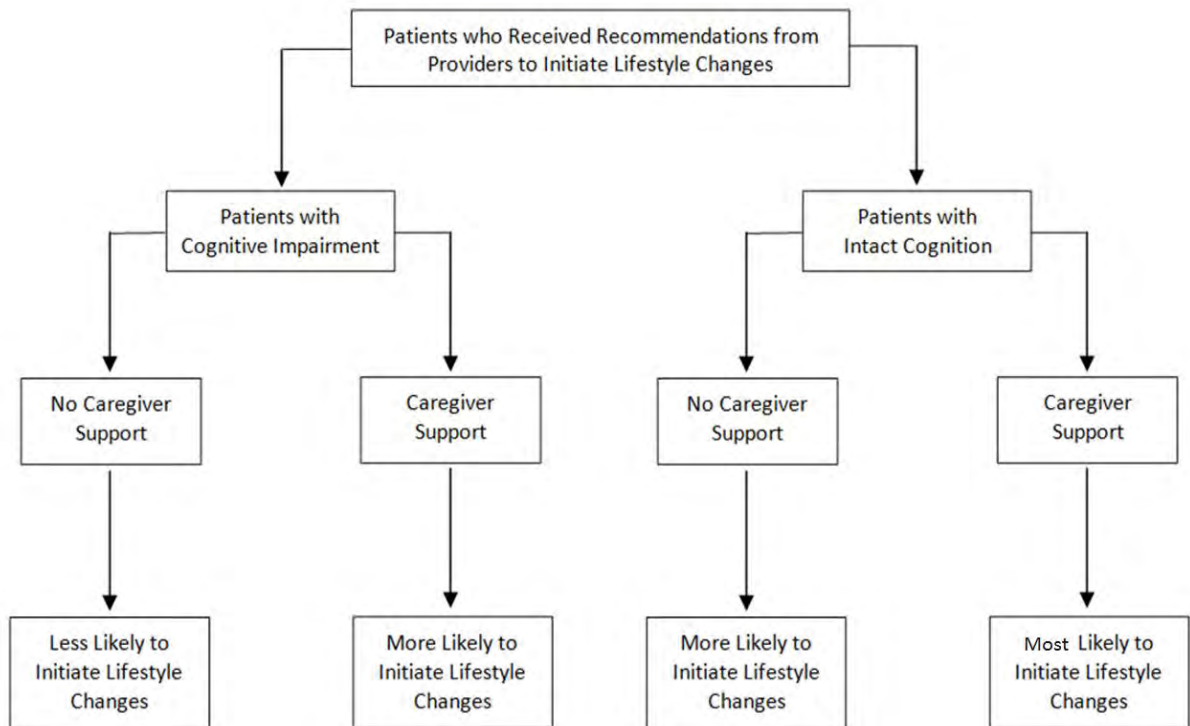 Patients who Received Recommendations from
Providers to Initiate Lifestyle Changes
Patients with
Cognitive Impairment
Patients with
Intact Cognition
No Caregiver
Support
Caregiver
Support
No Caregiver
Support
Caregiver
Support
Less Likely to
Initiate Lifestyle
Changes
More Likely to
Initiate Lifestyle
Changes
More Likely to
Initiate Lifestyle
Changes
Most Likely to
Initiate Lifestyle
Changes